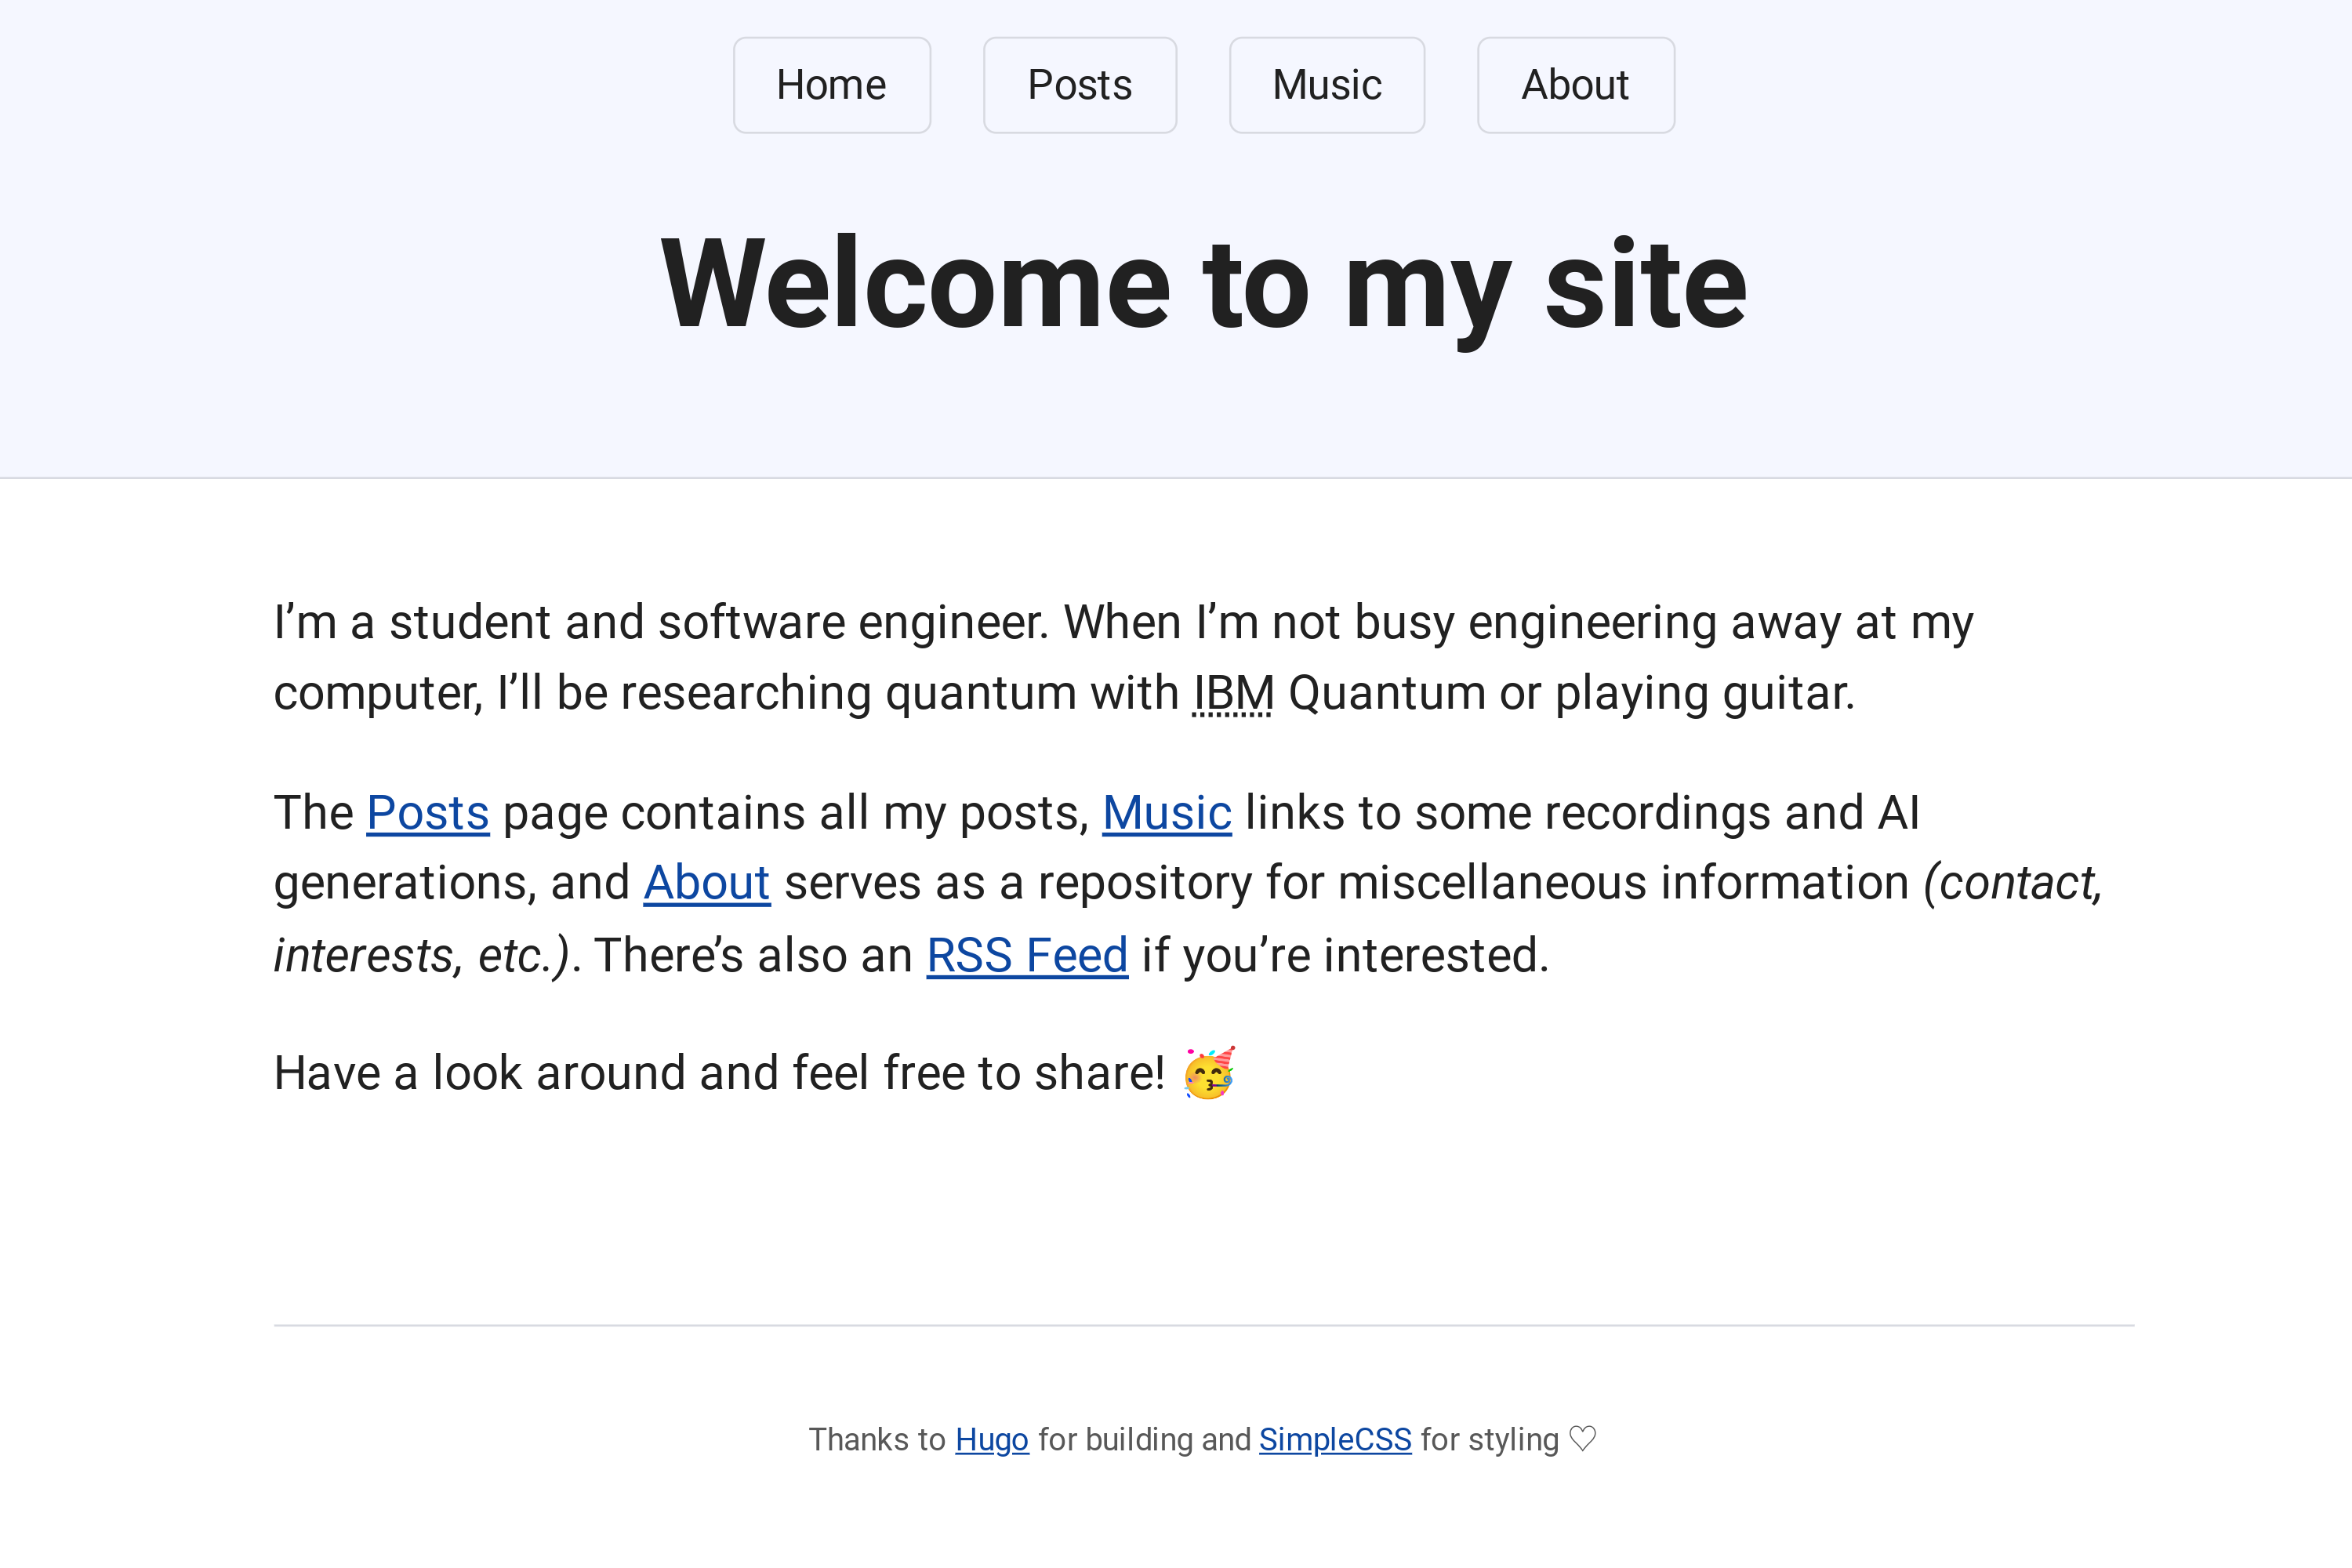 Home Posts Music About
Welcome to my site
I’m a student and software engineer. When I’m not busy engineering away at my
computer, I’ll be researching quantum with IBM Quantum or playing guitar.
The Posts page contains all my posts, Music links to some recordings and AI
generations, and About serves as a repository for miscellaneous information (contact,
interests, etc.). There’s also an RSS Feed if you’re interested.
Have a look around and feel free to share! 🥳
Thanks to Hugo for building and SimpleCSS for styling ♡